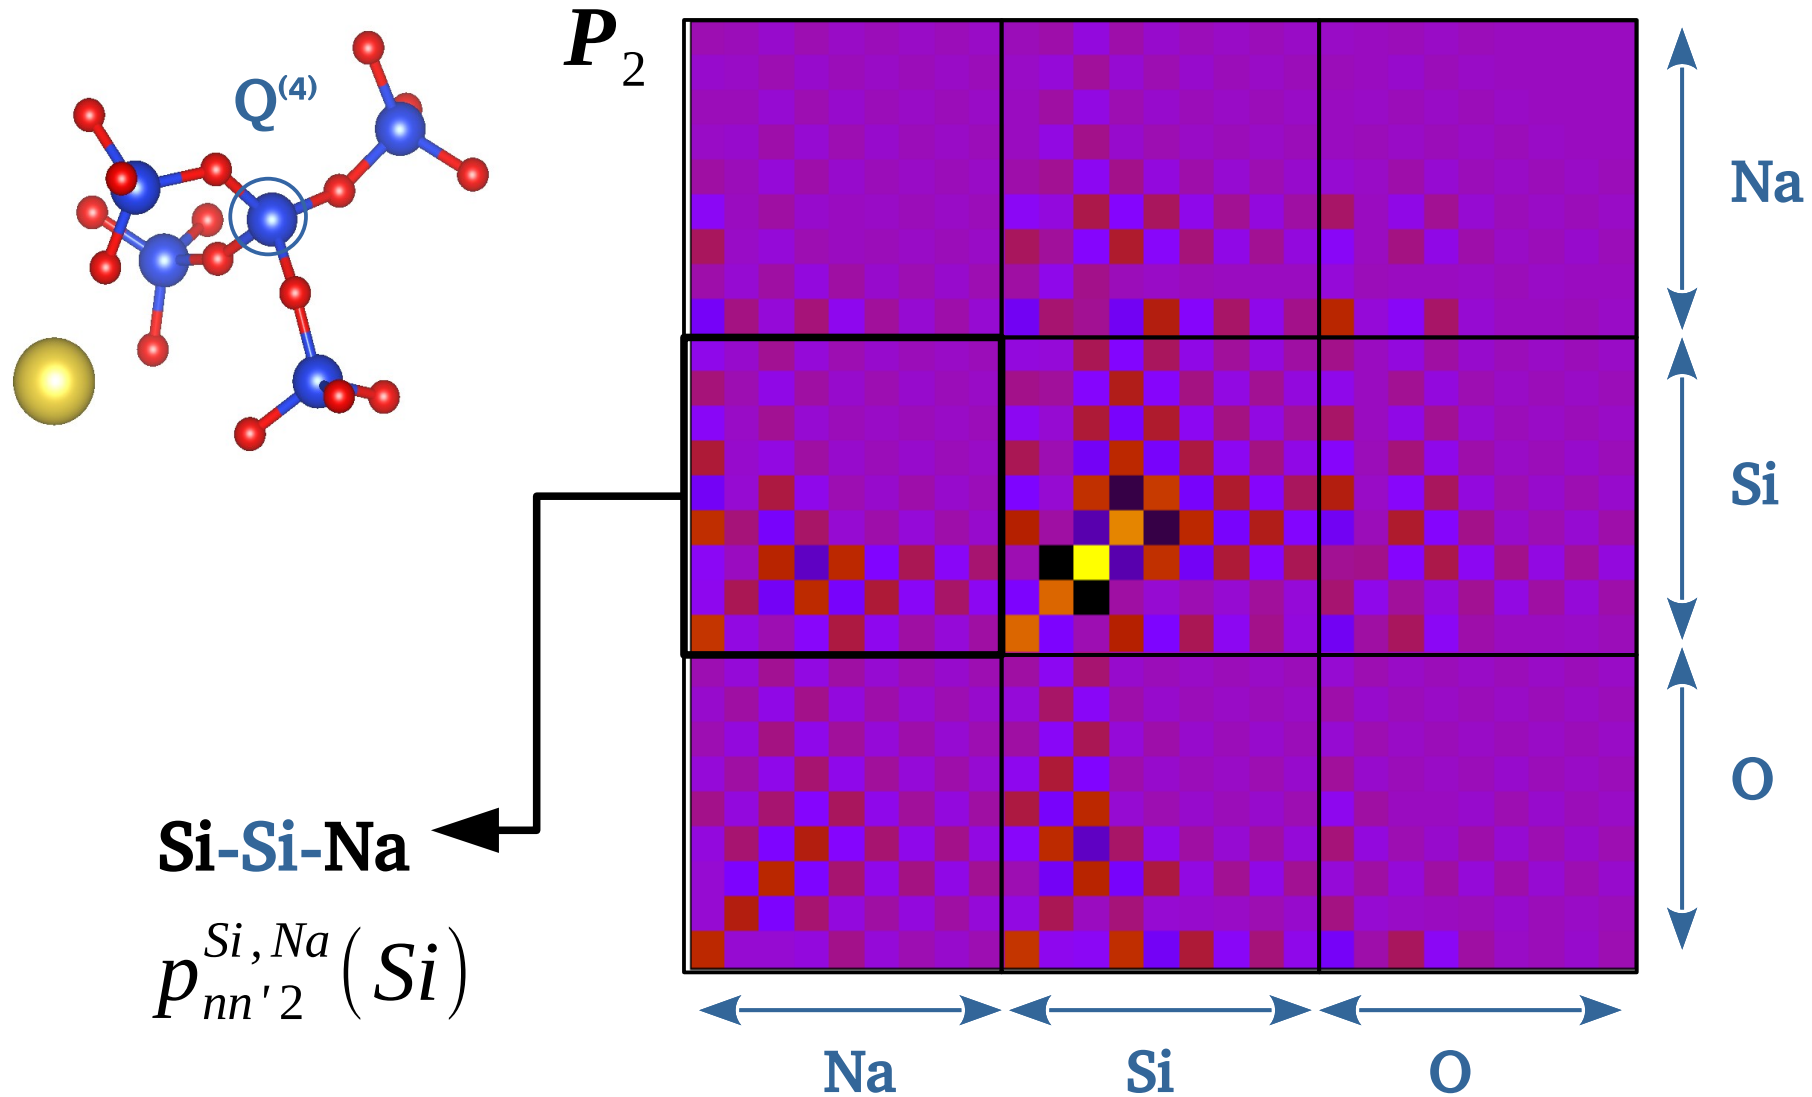 Q(4)
P2
Na
Si
O
Si-Si-Na
p nn'2 Si,Na (Si)
Na Si O